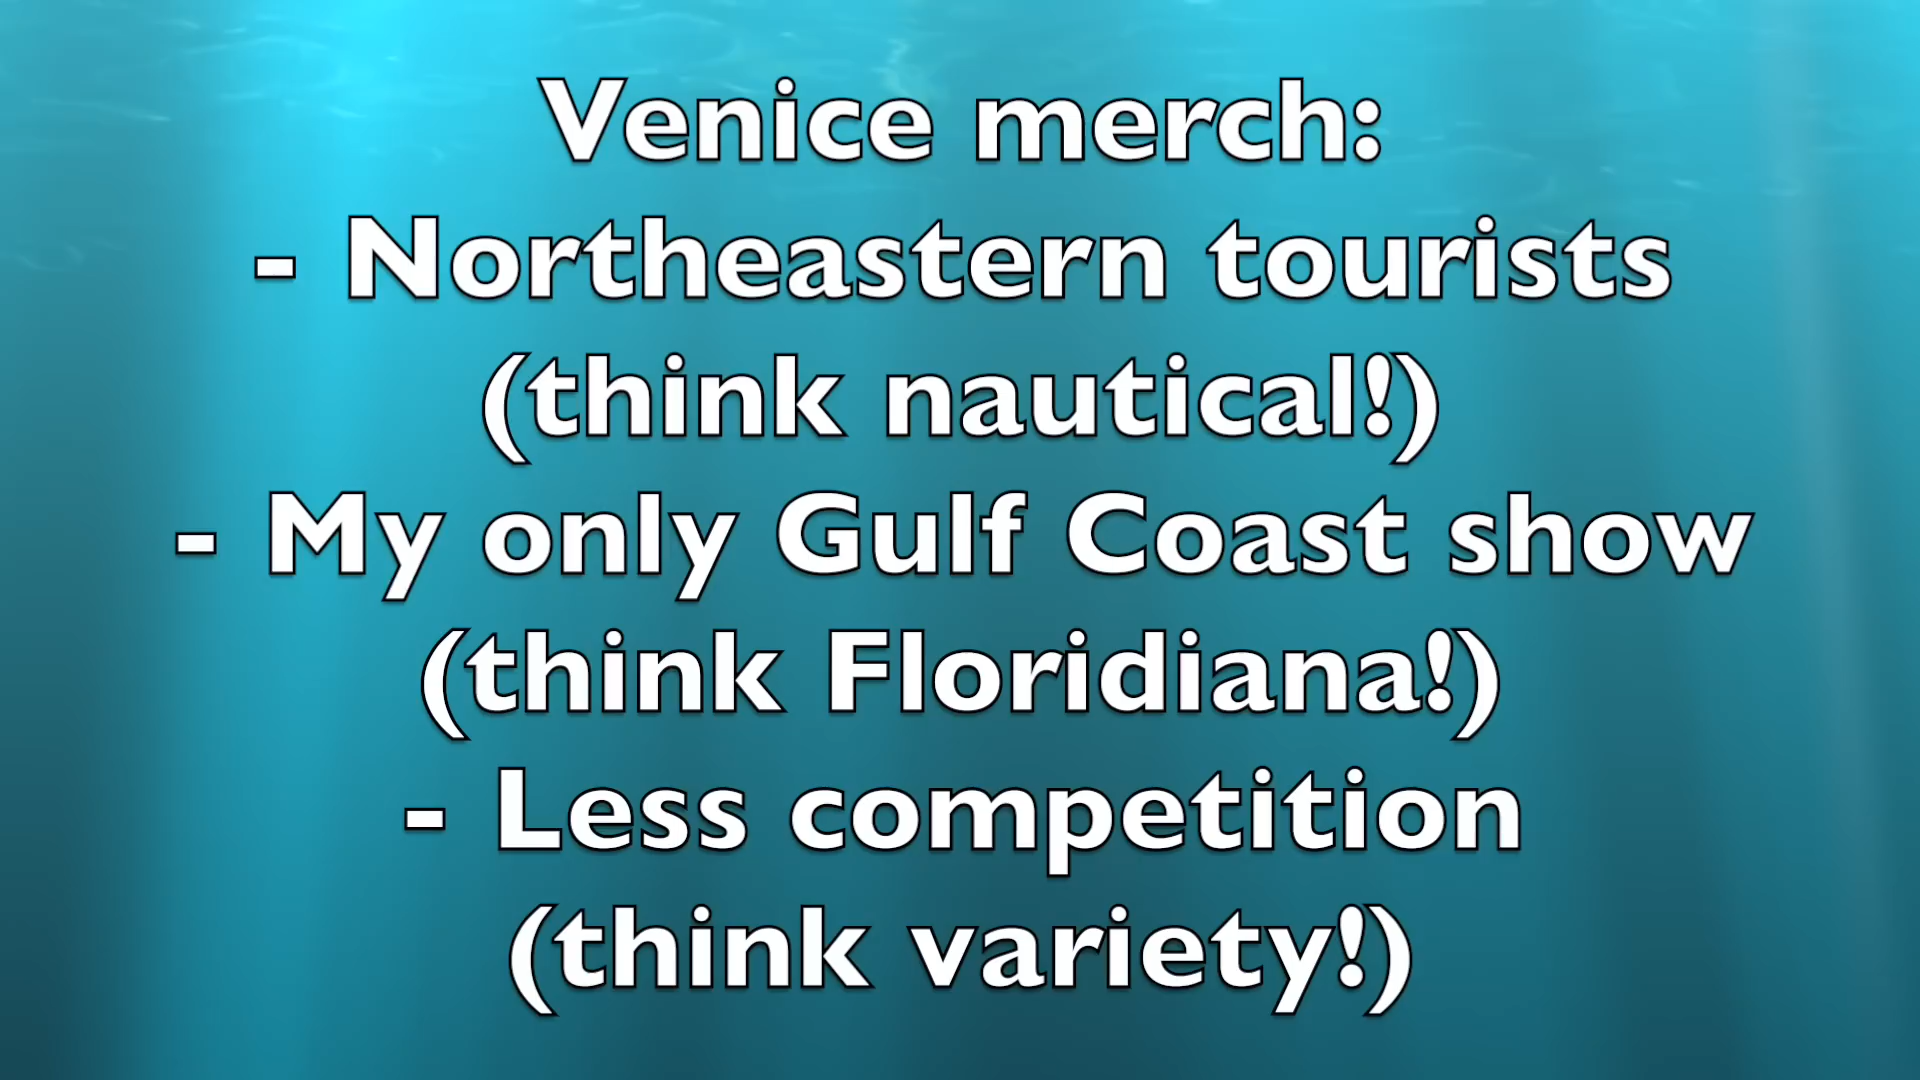 Venice merch:
- Northeastern tourists
(think nautical!)
- My only Gulf Coast show
(think Floridiana!)
- Less competition
(think variety!)